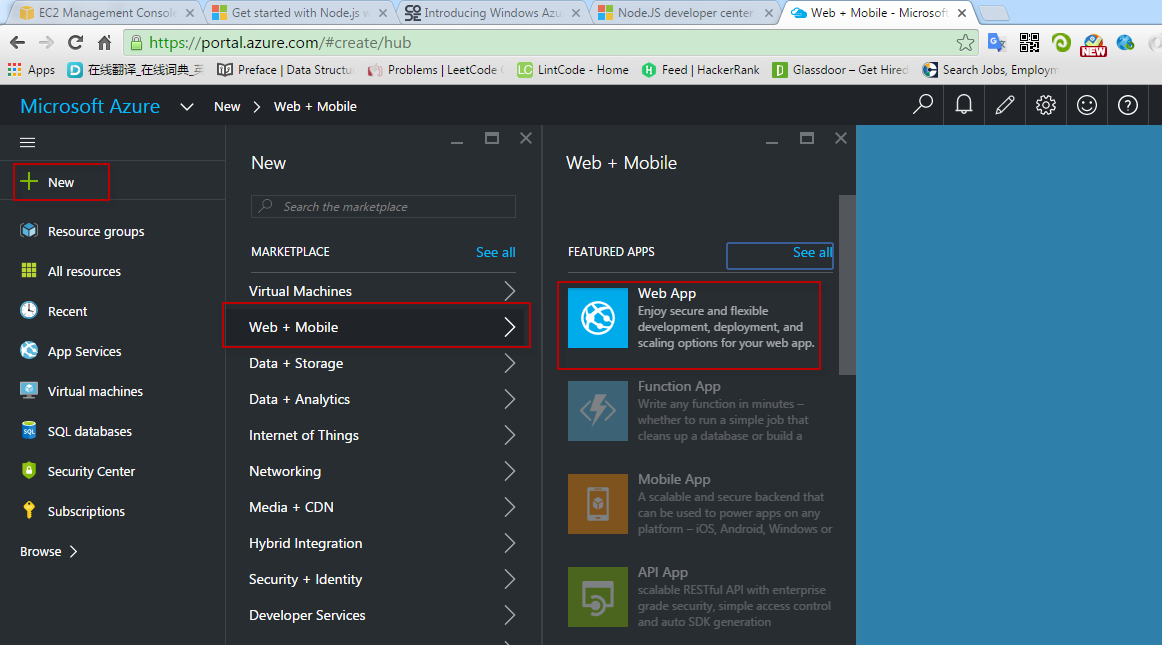 EC2 Management Console
Get started with Node.js w
Introducing Windows Azu
Node.JS developer center
Web + Mobile - Microsoft
https://portal.azure.com/#create/hub
NEW
Apps
在线翻译_在线词典_英
Preface | Data Structu
Problems | LeetCode
LintCode - Home
Feed | HackerRank
Glassdoor – Get Hired
Search Jobs, Employm
Microsoft Azure
New > Web + Mobile
New
Resource groups
All resources
Recent
App Services
Virtual machines
SQL
SQL databases
Security Center
Subscriptions
Browse >
New
Search the marketplace
MARKETPLACE
See all
Virtual Machines
Web + Mobile
Data + Storage
Data + Analytics
Internet of Things
Networking
Media + CDN
Hybrid Integration
Security + Identity
Developer Services
Web + Mobile
FEATURED APPS
See all
Web App
Enjoy secure and flexible
development, deployment, and
scaling options for your web app.
Function App
Write any function in minutes –
whether to run a simple job that
cleans up a database or build a
Mobile App
A scalable and secure backend that
can be used to power apps on any
platform – iOS, Android, Windows or
API App
scalable RESTful API with enterprise
grade security, simple access control
and auto SDK generation